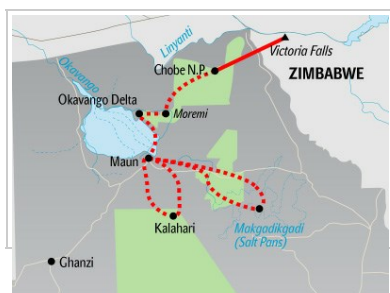 Linyanti
Victoria Falls
Chobe N.P.
ZIMBABWE
Okavango
Okavango Delta
Moremi
Maun
Kalahari
Makgadikgadi
(Salt Pans)
Ghanzi